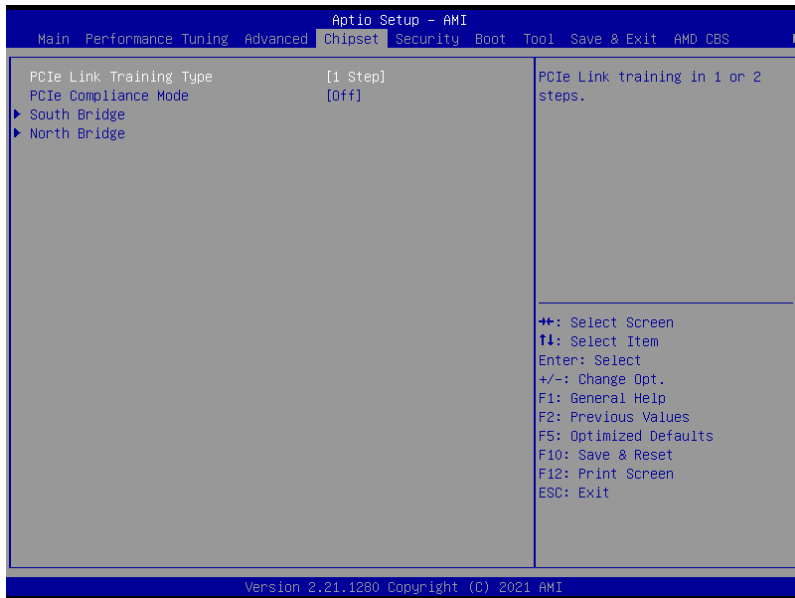 Aptio Setup - AMI
Main Performance Tuning Advanced Chipset Security Boot Tool Save & Exit AMD CBS
PCIe Link Training Type [1 Step]
PCIe Compliance Mode [Off]
South Bridge
North Bridge
PCIe Link training in 1 or 2
steps.
: Select Screen
↑↓: Select Item
Enter: Select
+/-: Change Opt.
F1: General Help
F2: Previous Values
F5: Optimized Defaults
F10: Save & Reset
F12: Print Screen
ESC: Exit
Version 2.21.1280 Copyright (C) 2021 AMI